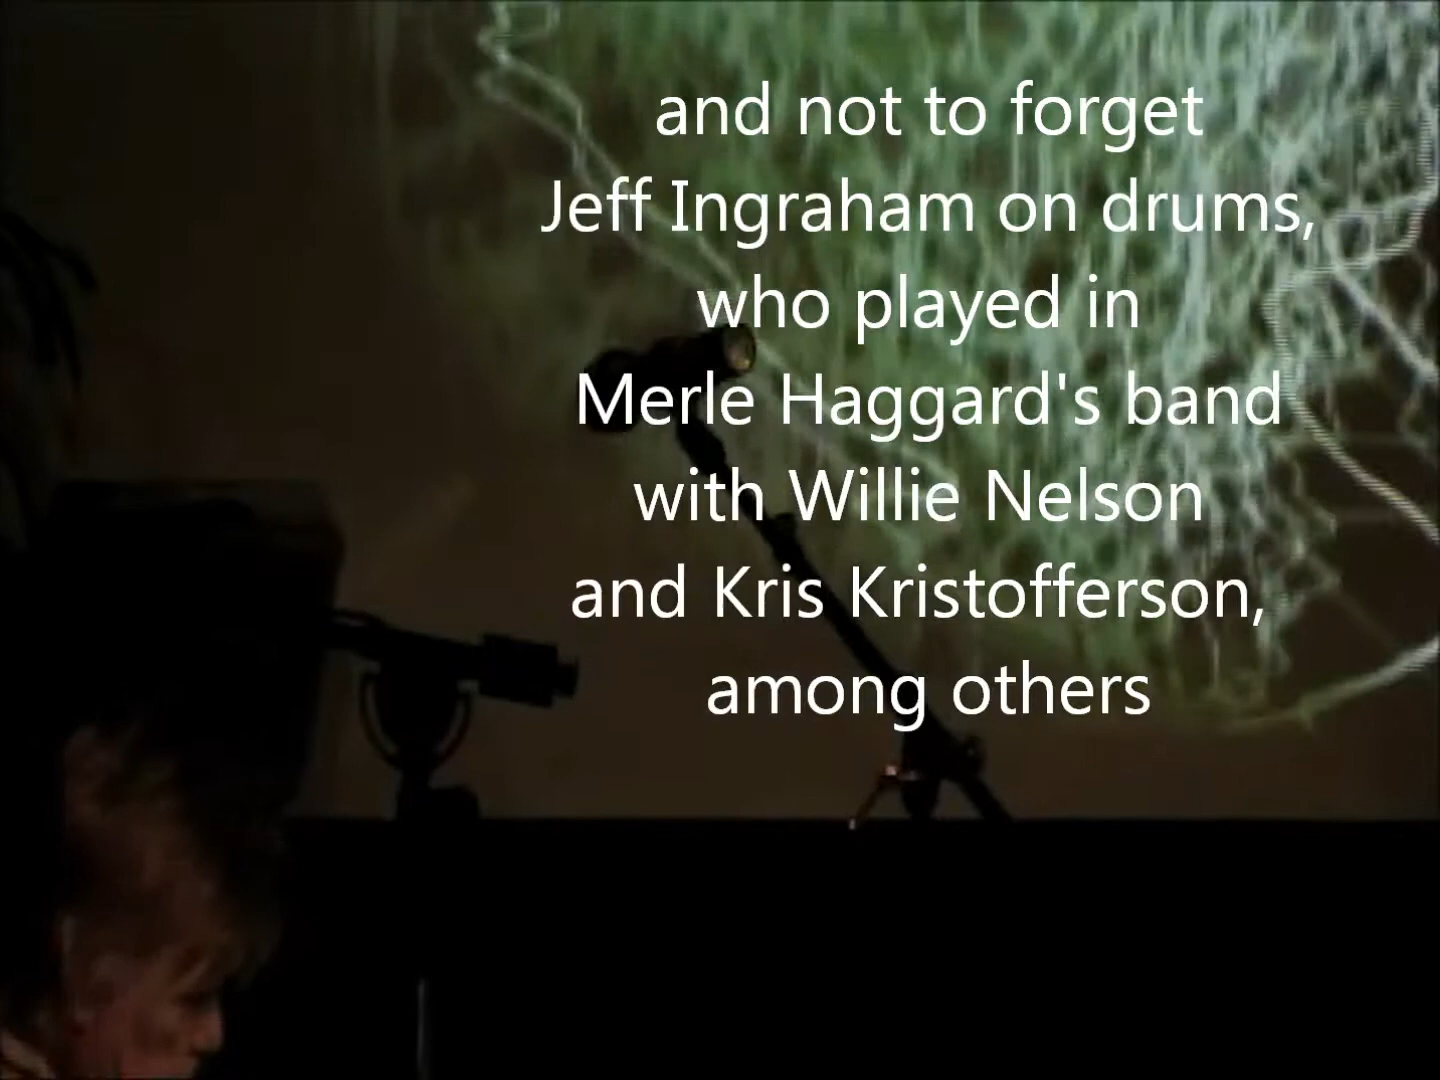 and not to forget
Jeff Ingraham on drums,
who played in
Merle Haggard's band
with Willie Nelson
and Kris Kristofferson,
among others